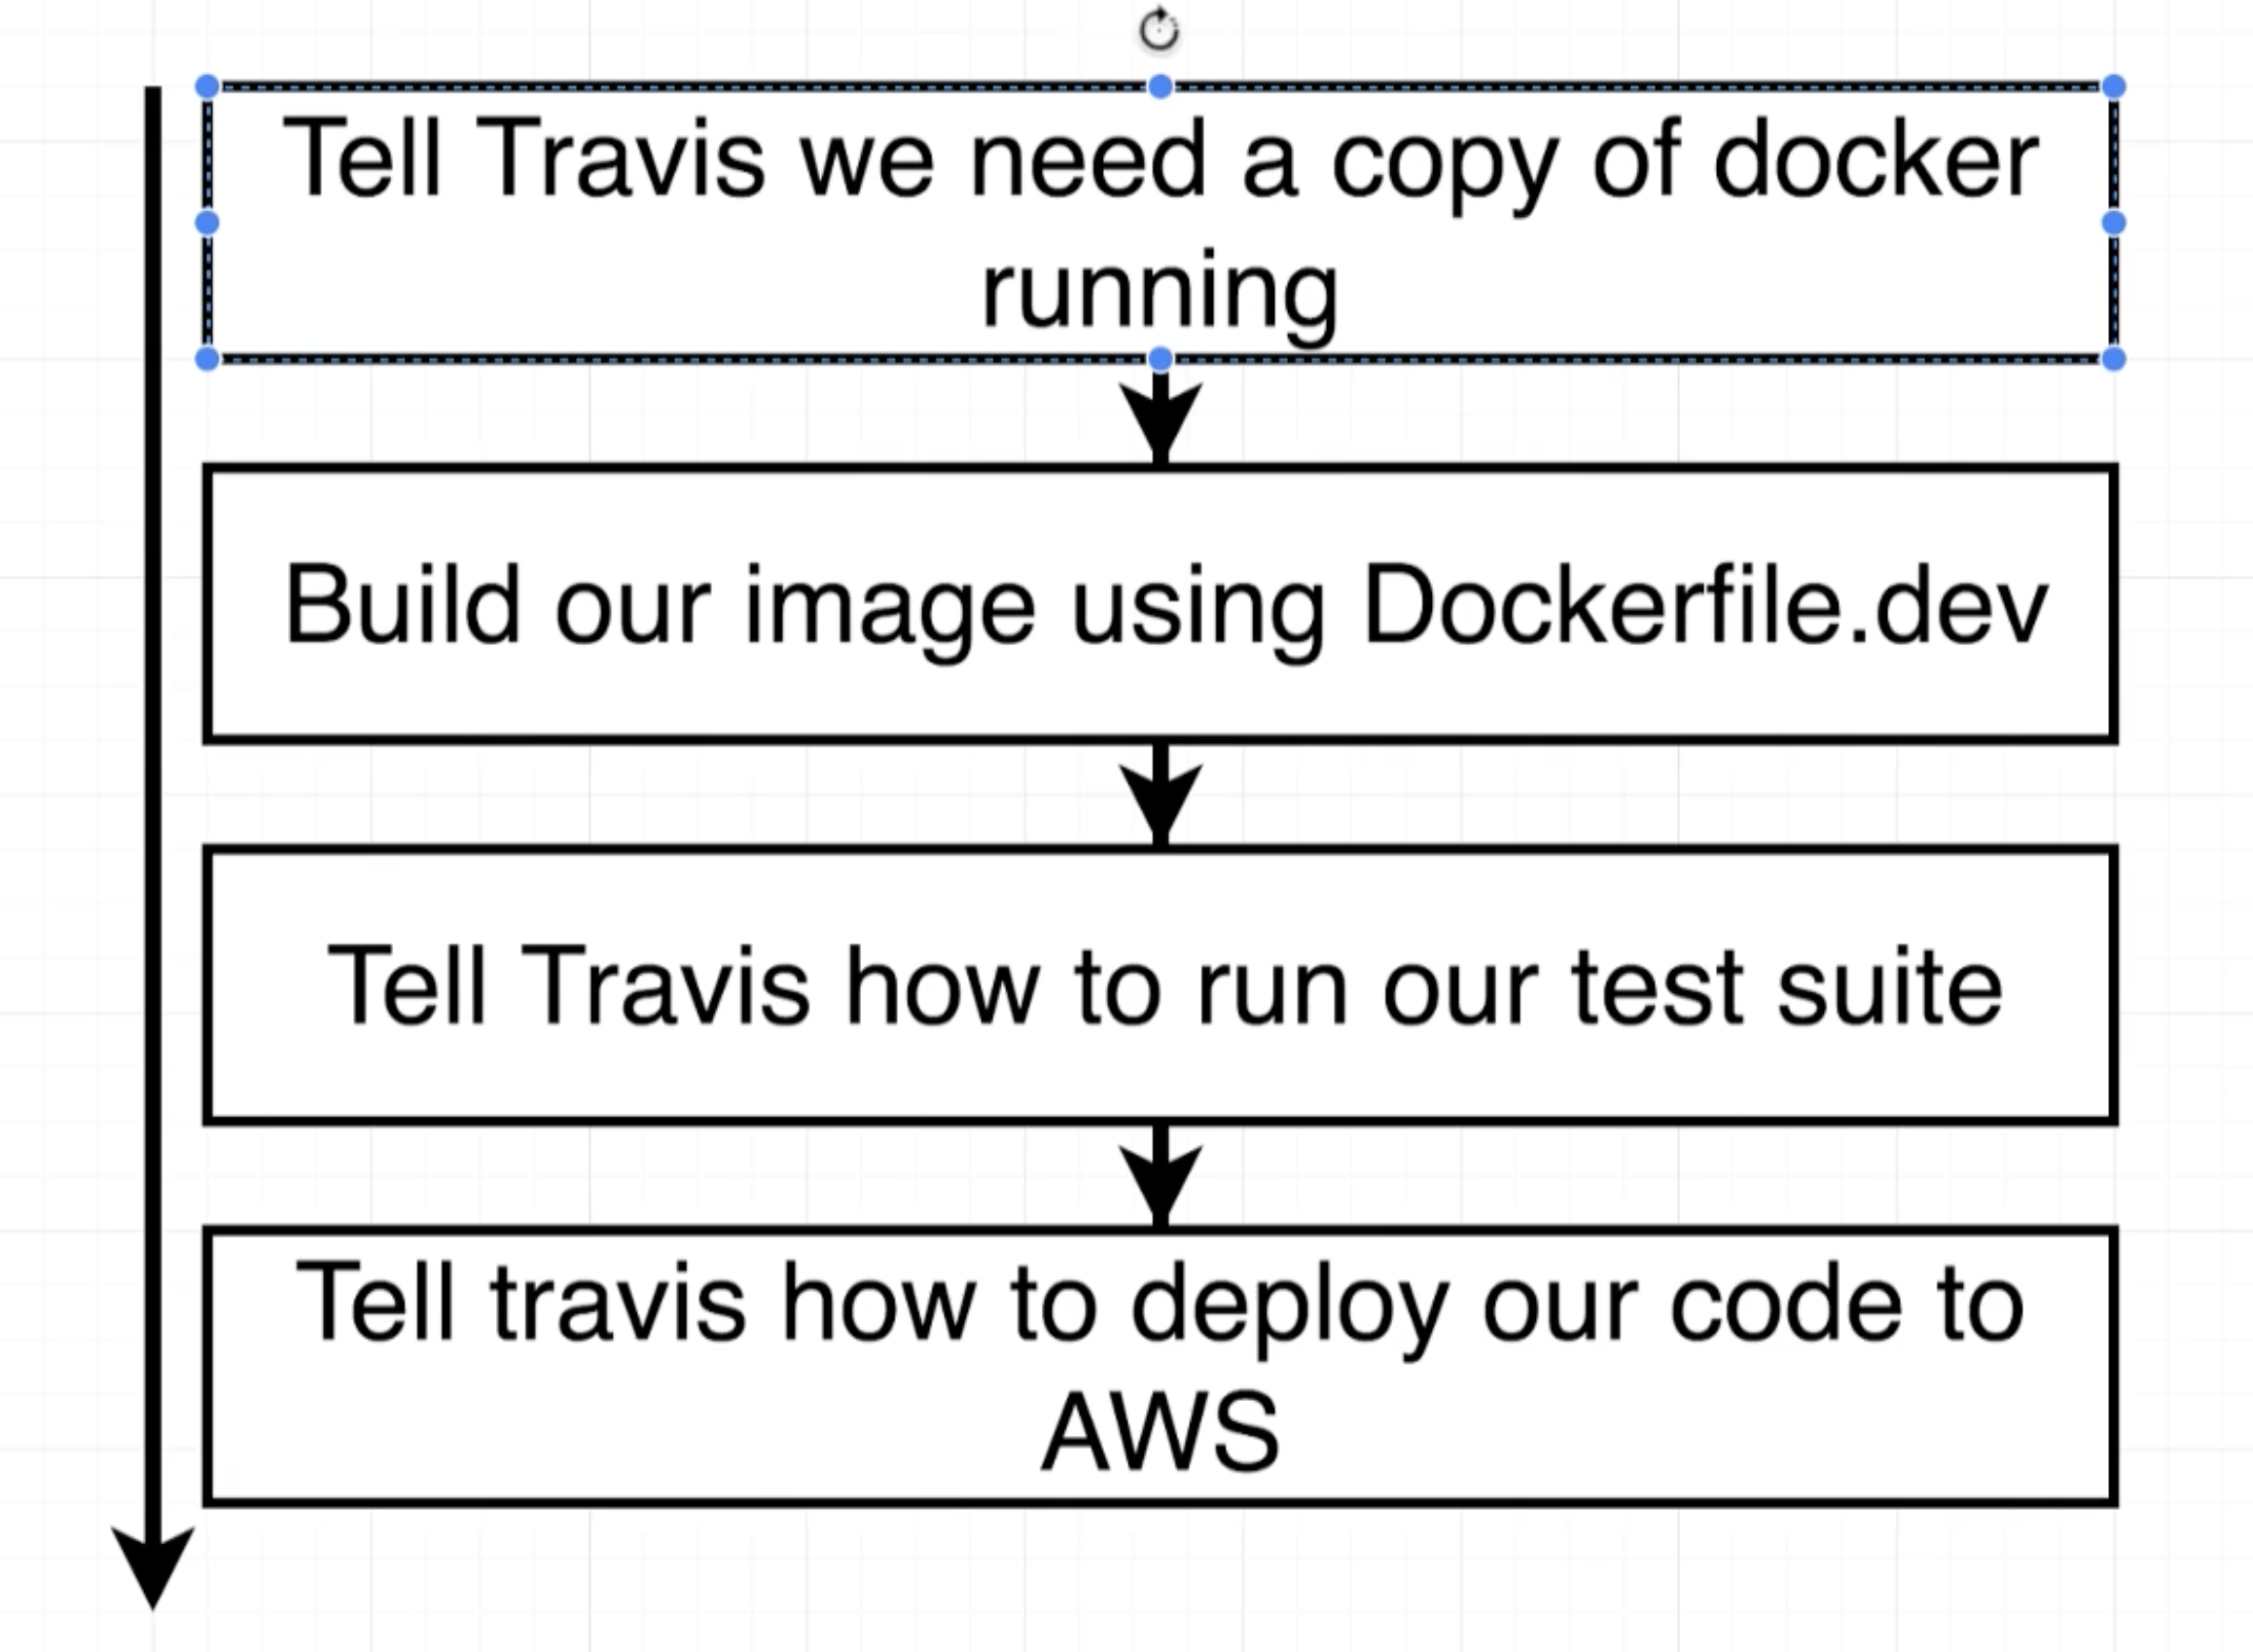 Tell Travis we need a copy of docker
running
Build our image using Dockerfile.dev
Tell Travis how to run our test suite
Tell travis how to deploy our code to
AWS